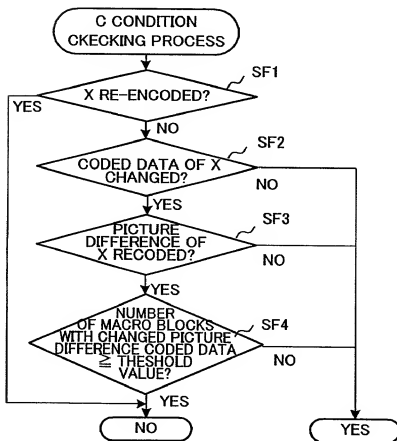 C CONDITION
CKECKING PROCESS
SF1
YES
X RE-ENCODED?
NO
SF2
CODED DATA OF X
CHANGED?
NO
YES
SF3
PICTURE
DIFFERENCE OF
X RECODED?
NO
YES
NUMBER
OF MACRO BLOCKS
WITH CHANGED PICTURE
DIFFERENCE CODED DATA
≧ THESHOLD
VALUE?
SF4
NO
YES
NO
YES